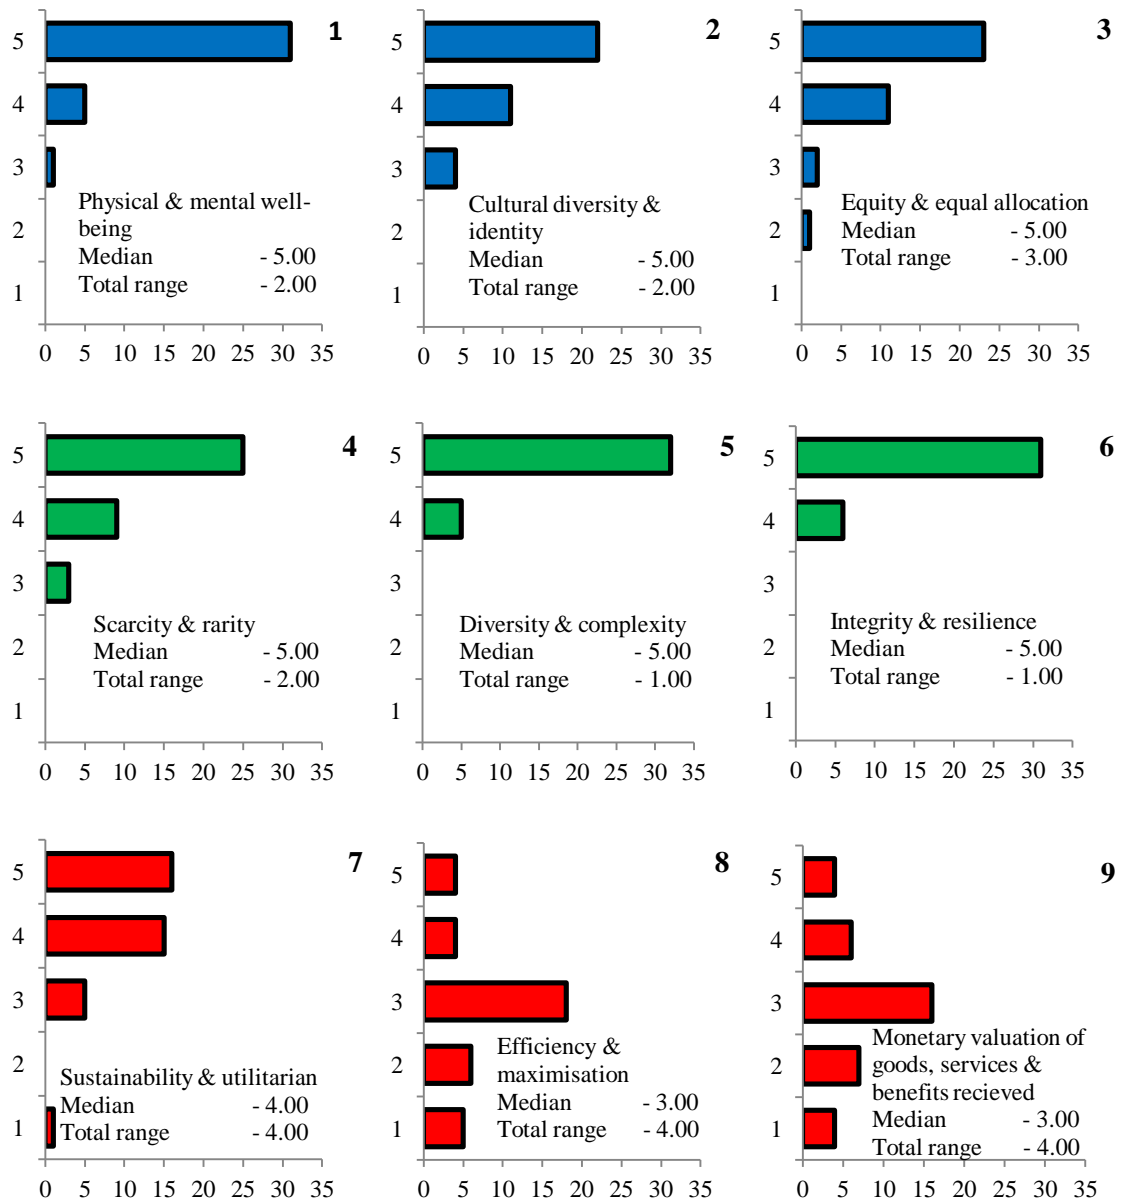 1
5
4
3
2
1
Physical & mental well-
being
Median - 5.00
Total range - 2.00
0 5 10 15 20 25 30 35
2
5
4
3
2
1
Cultural diversity &
identity
Median - 5.00
Total range - 2.00
0 5 10 15 20 25 30 35
3
5
4
3
2
1
Equity & equal allocation
Median - 5.00
Total range - 3.00
0 5 10 15 20 25 30 35
4
5
4
3
2
1
Scarcity & rarity
Median - 5.00
Total range - 2.00
0 5 10 15 20 25 30 35
5
5
4
3
2
1
Diversity & complexity
Median - 5.00
Total range - 1.00
0 5 10 15 20 25 30 35
6
5
4
3
2
1
Integrity & resilience
Median - 5.00
Total range - 1.00
0 5 10 15 20 25 30 35
7
5
4
3
2
1
Sustainability & utilitarian
Median - 4.00
Total range - 4.00
0 5 10 15 20 25 30 35
8
5
4
3
2
1
Efficiency &
maximisation
Median - 3.00
Total range - 4.00
0 5 10 15 20 25 30 35
9
5
4
3
2
1
Monetary valuation of
goods, services &
benefits recieved
Median - 3.00
Total range - 4.00
0 5 10 15 20 25 30 35